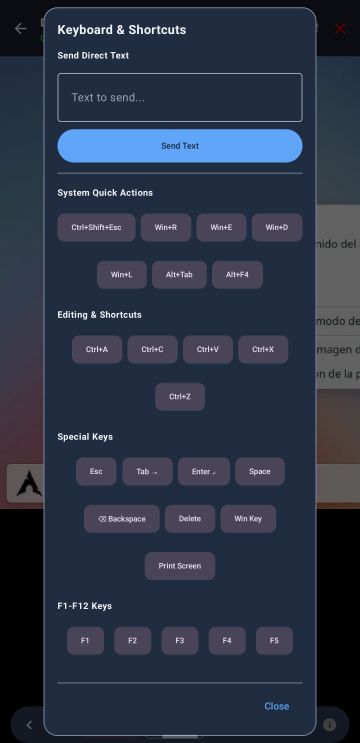 Keyboard & Shortcuts
Send Direct Text
Text to send...
Send Text
System Quick Actions
Ctrl+Shift+Esc Win+R Win+E Win+D
Win+L Alt+Tab Alt+F4
Editing & Shortcuts
Ctrl+A Ctrl+C Ctrl+V Ctrl+X
Ctrl+Z
Special Keys
Esc Tab → Enter Space
⌫ Backspace Delete Win Key
Print Screen
F1-F12 Keys
F1 F2 F3 F4 F5
Close
nido del
modo de
magen d
n de la p